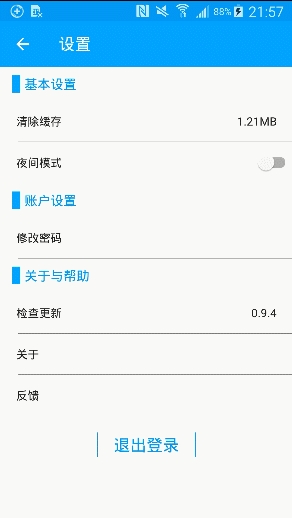 88% 21:57
设置
基本设置
清除缓存 1.21MB
夜间模式
账户设置
修改密码
关于与帮助
检查更新 0.9.4
关于
反馈
退出登录